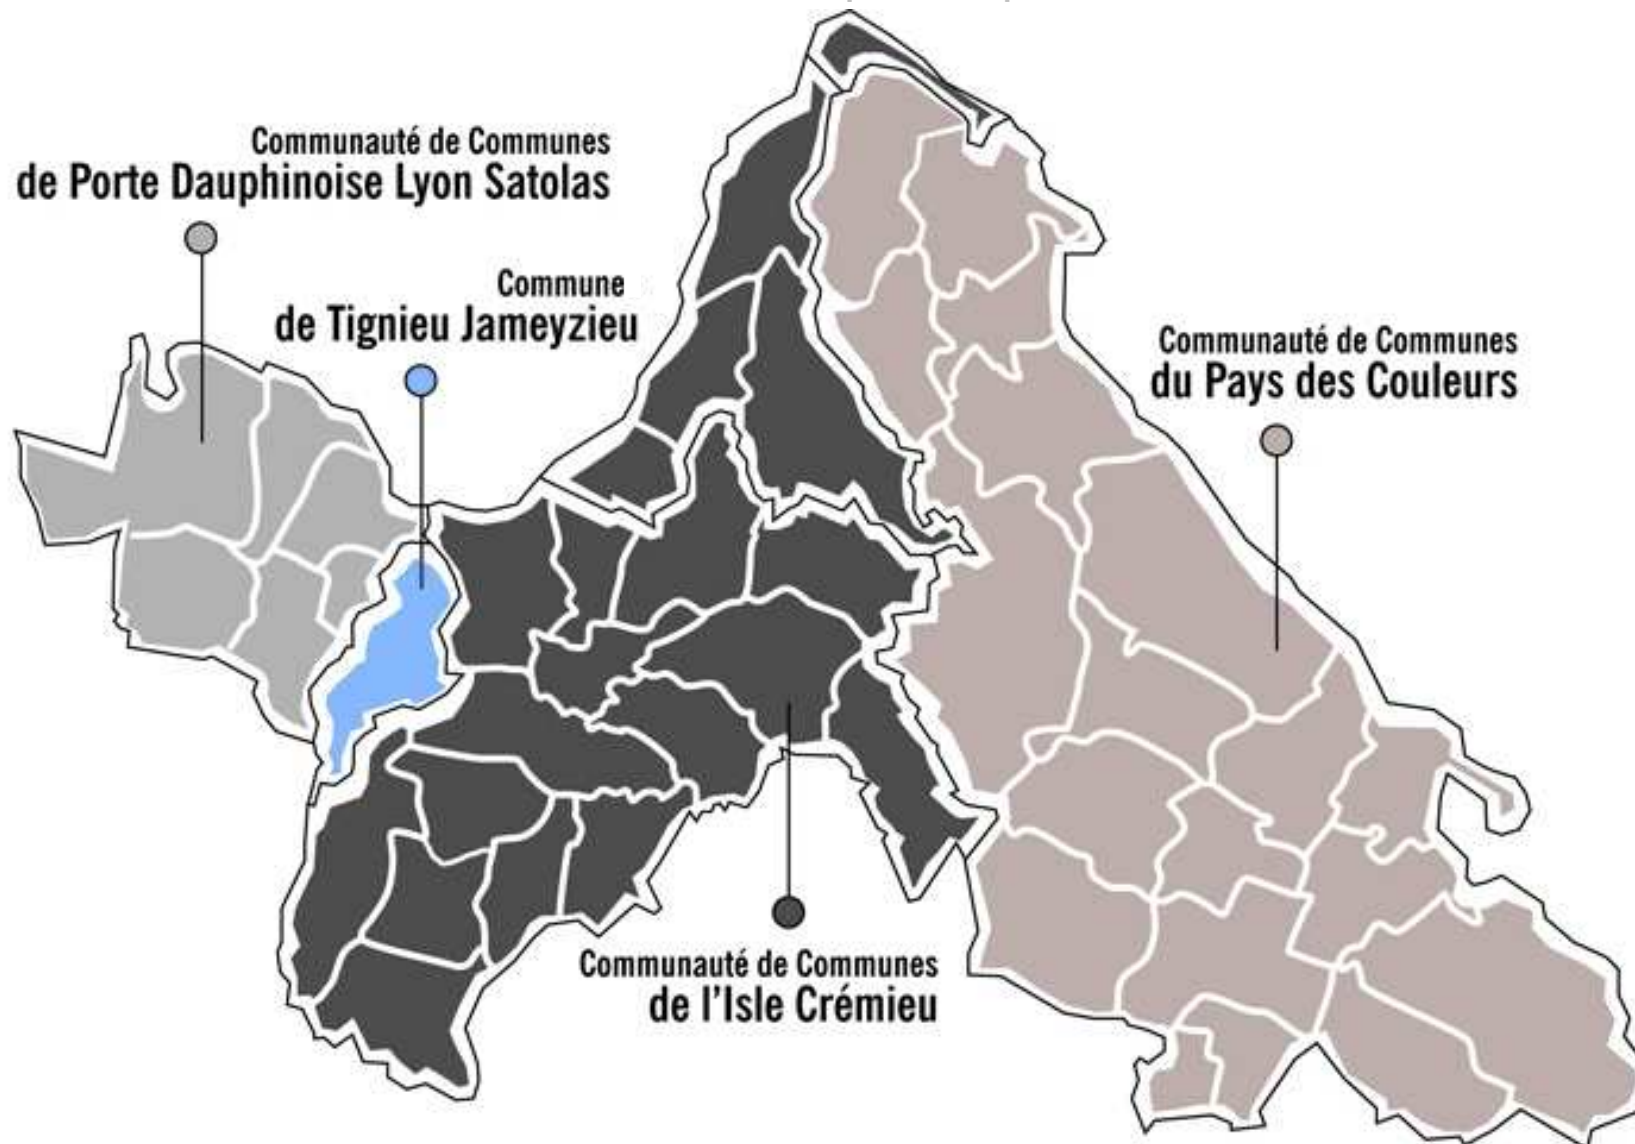 Communauté de Communes
de Porte Dauphinoise Lyon Satolas
Commune
de Tignieu Jameyzieu
Communauté de Communes
du Pays des Couleurs
Communauté de Communes
de l'Isle Crémieu